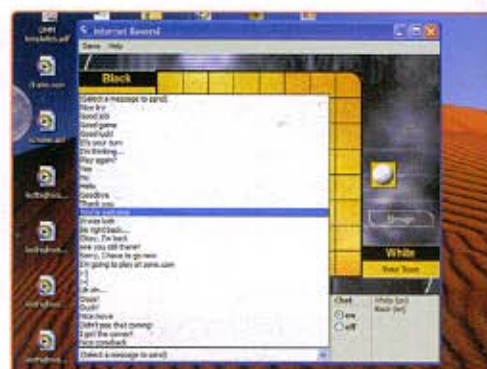 Internet Reversi
Game Help
Black
(Select a message to send)
Nice try
Good job
Good game
Good luck!
It's your turn
I'm thinking...
Play again?
Yes
No
Hello
Goodbye
Thank you
You're welcome
It was luck
Be right back...
Okay, I'm back
Are you still there?
Sorry, I have to go now
I'm going to play at zone.com
:-)
:-(
Uh oh...
Oops!
Ouch!
Nice move
Didn't see that coming!
I got the corner!
Nice comeback
(Select a message to send)
Resign
White
Your Turn
Chat
on
off
White (on)
Black (on)